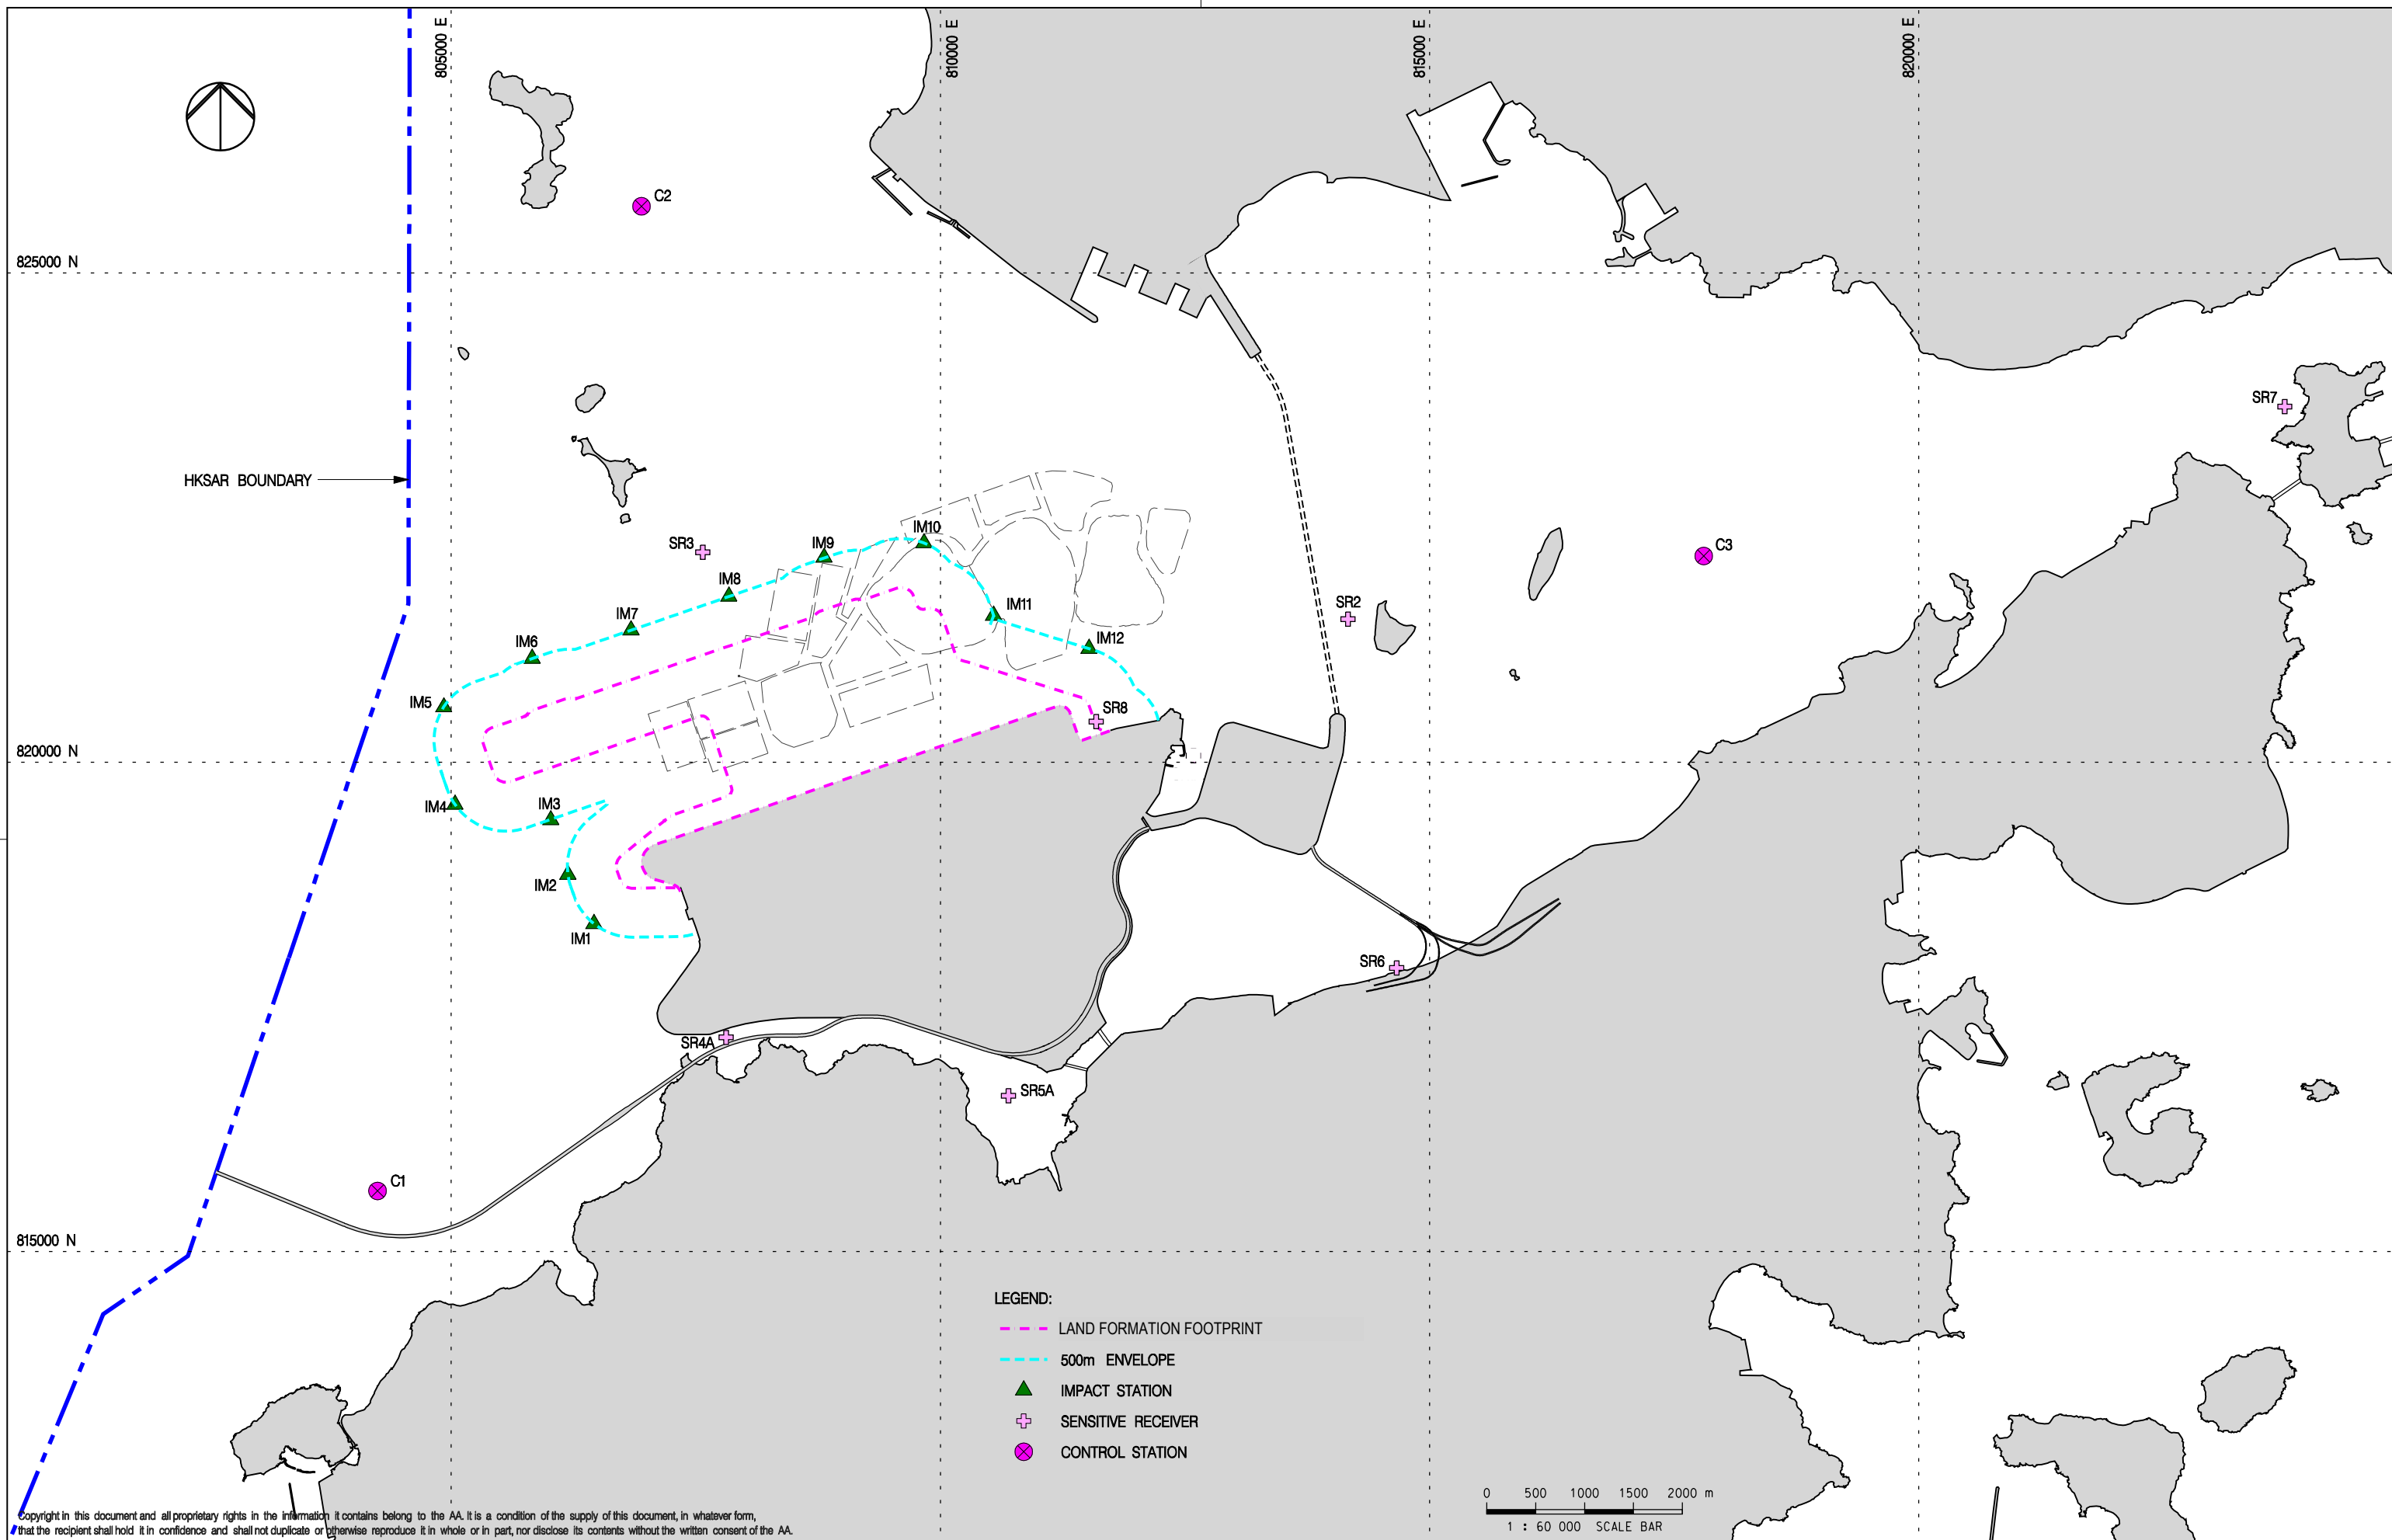 805000 E
810000 E
815000 E
820000 E
C2
825000 N
SR7
HKSAR BOUNDARY
IM10
SR3
IM9
C3
IM8
IM7
IM11
SR2
IM6
IM12
IM5
SR8
820000 N
IM4
IM3
IM2
IM1
SR6
SR4A
SR5A
C1
815000 N
LEGEND:
LAND FORMATION FOOTPRINT
500m ENVELOPE
IMPACT STATION
SENSITIVE RECEIVER
CONTROL STATION
0 500 1000 1500 2000 m
1 : 60 000 SCALE BAR
Copyright in this document and all proprietary rights in the information it contains belong to the AA. It is a condition of the supply of this document, in whatever form,
that the recipient shall hold it in confidence and shall not duplicate or otherwise reproduce it in whole or in part, nor disclose its contents without the written consent of the AA.